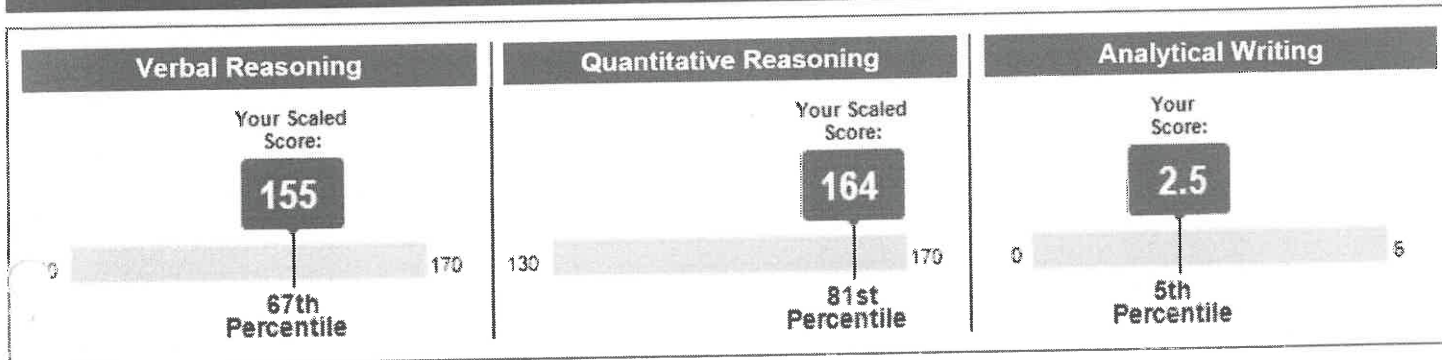 Verbal Reasoning
Your Scaled
Score:
155
170
67th
Percentile
Quantitative Reasoning
Your Scaled
Score:
164
130
170
81st
Percentile
Analytical Writing
Your
Score:
2.5
0
6
5th
Percentile